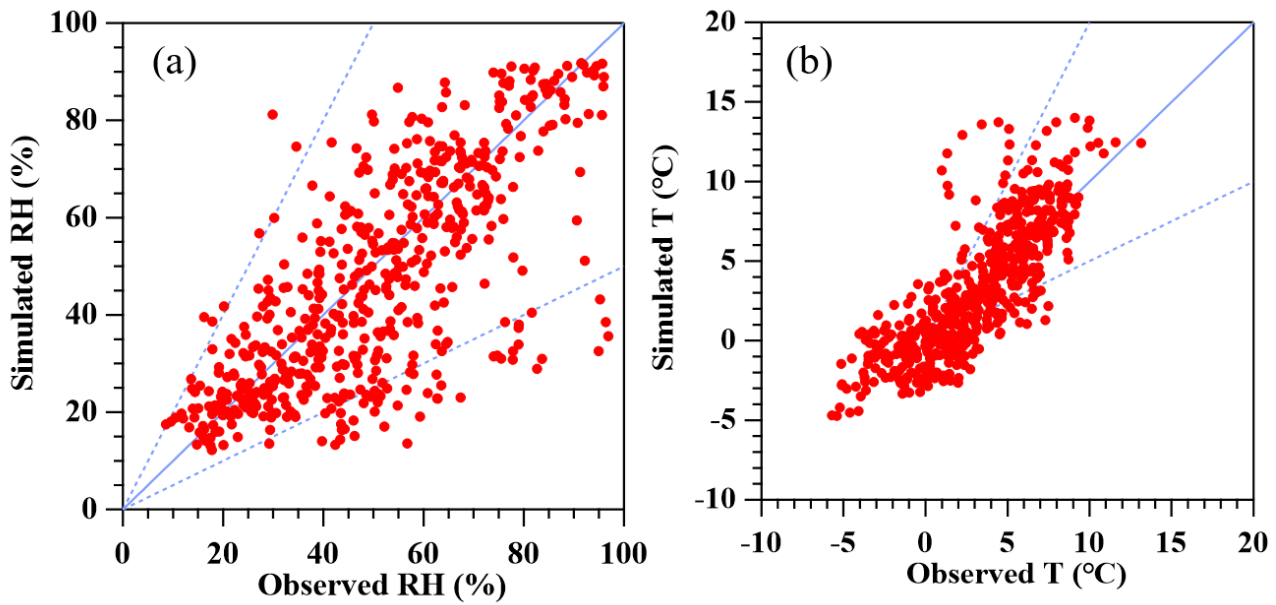 (a)
Simulated RH (%)
100
80
60
40
20
0
0 20 40 60 80 100
Observed RH (%)
(b)
Simulated T (°C)
20
15
10
5
0
-5
-10
-10 -5 0 5 10 15 20
Observed T (°C)